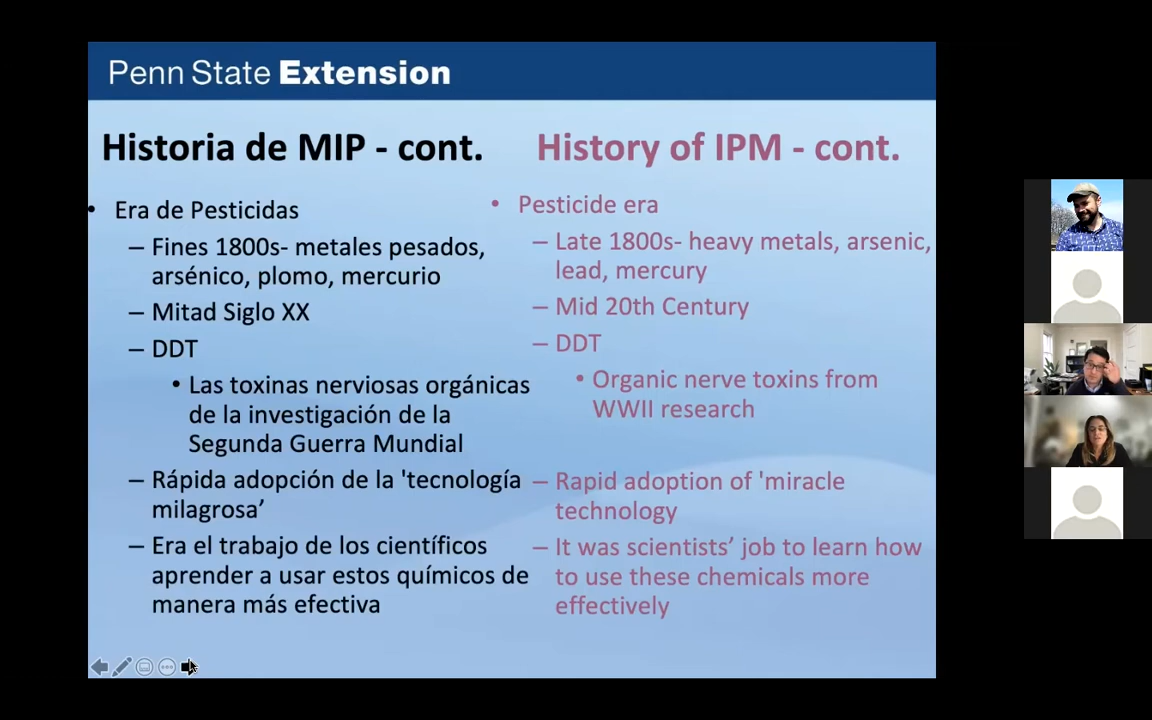 Penn State Extension
Historia de MIP - cont.
• Era de Pesticidas
– Fines 1800s- metales pesados,
arsénico, plomo, mercurio
– Mitad Siglo XX
– DDT
• Las toxinas nerviosas orgánicas
de la investigación de la
Segunda Guerra Mundial
– Rápida adopción de la 'tecnología
milagrosa’
– Era el trabajo de los científicos
aprender a usar estos químicos de
manera más efectiva
History of IPM - cont.
• Pesticide era
– Late 1800s- heavy metals, arsenic,
lead, mercury
– Mid 20th Century
– DDT
• Organic nerve toxins from
WWII research
– Rapid adoption of 'miracle
technology
– It was scientists’ job to learn how
to use these chemicals more
effectively